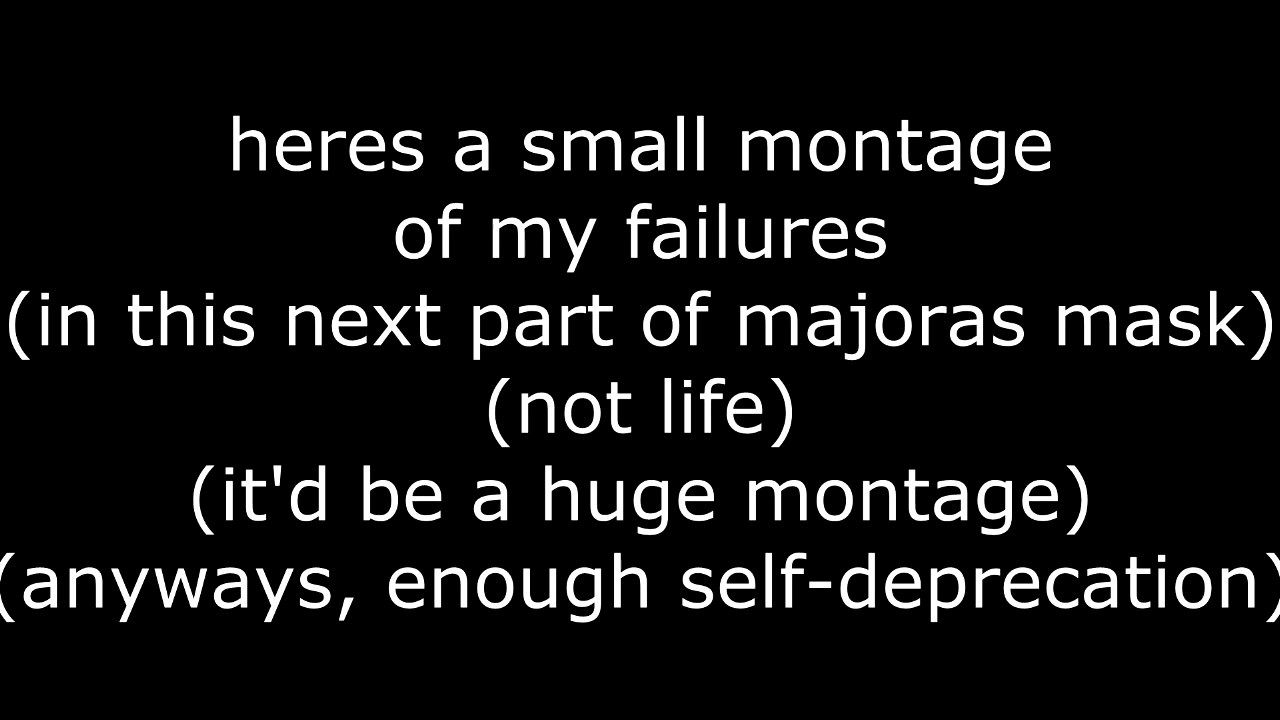 heres a small montage
of my failures
(in this next part of majoras mask)
(not life)
(it'd be a huge montage)
(anyways, enough self-deprecation)